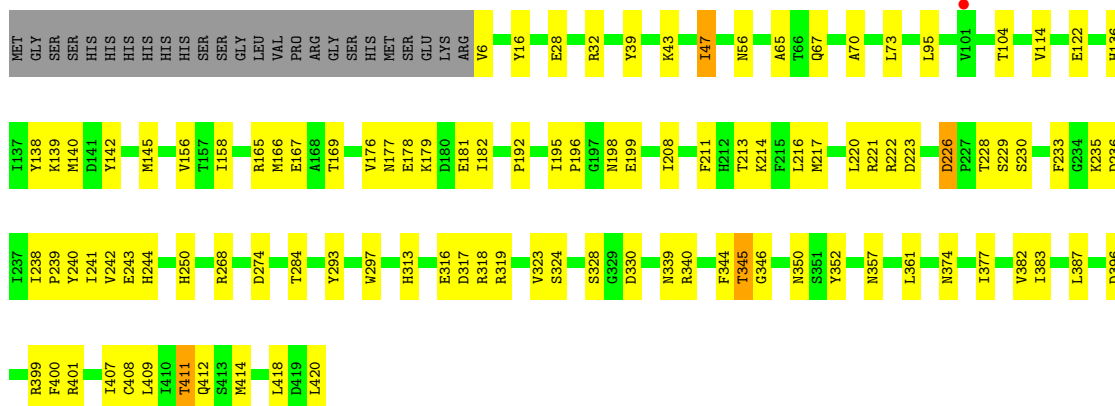 MET GLY SER SER HIS HIS HIS HIS HIS HIS SER SER GLY LEU VAL PRO ARG GLY SER HIS MET SER GLU LYS ARG V6 Y16 E28 R32 Y39 K43 I47 N56 A65 T66 Q67 A70 L73 L95 V101 T104 V114 E122 H136
I137 Y138 K139 M140 D141 Y142 M145 V156 T157 I158 R165 M166 E167 A168 T169 V176 N177 E178 K179 D180 E181 I182 P192 I195 P196 G197 N198 E199 I208 F211 H212 T213 K214 F215 L216 M217 L220 R221 R222 D223 D226 P227 T228 S229 S230 F233 G234 K235
I237 I238 P239 Y240 I241 V242 E243 H244 H250 R268 D274 T284 Y293 W297 H313 E316 D317 R318 R319 V323 S324 S328 G329 D330 N339 R340 F344 T345 G346 N350 S351 Y352 N357 L361 N374 I377 V382 I383 L387
R399 F400 R401 I407 C408 L409 I410 T411 Q412 S413 M414 L418 D419 L420